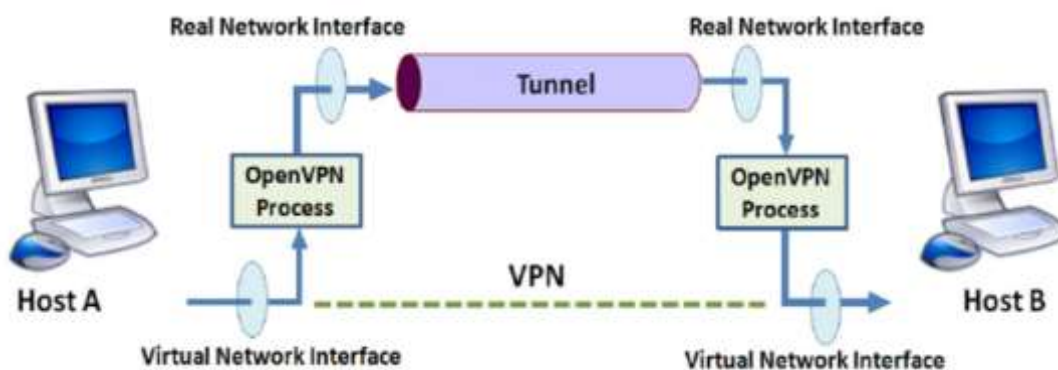 Real Network Interface
Real Network Interface
Tunnel
OpenVPN
Process
OpenVPN
Process
VPN
Host A
Host B
Virtual Network Interface
Virtual Network Interface